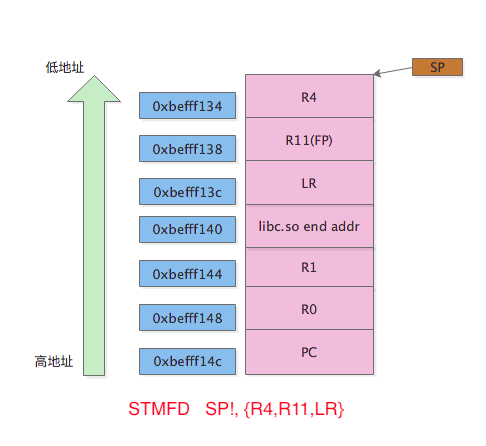 低地址
SP
0xbefff134
R4
0xbefff138
R11(FP)
0xbefff13c
LR
0xbefff140
libc.so end addr
0xbefff144
R1
0xbefff148
R0
高地址
0xbefff14c
PC
STMFD SP!, {R4,R11,LR}